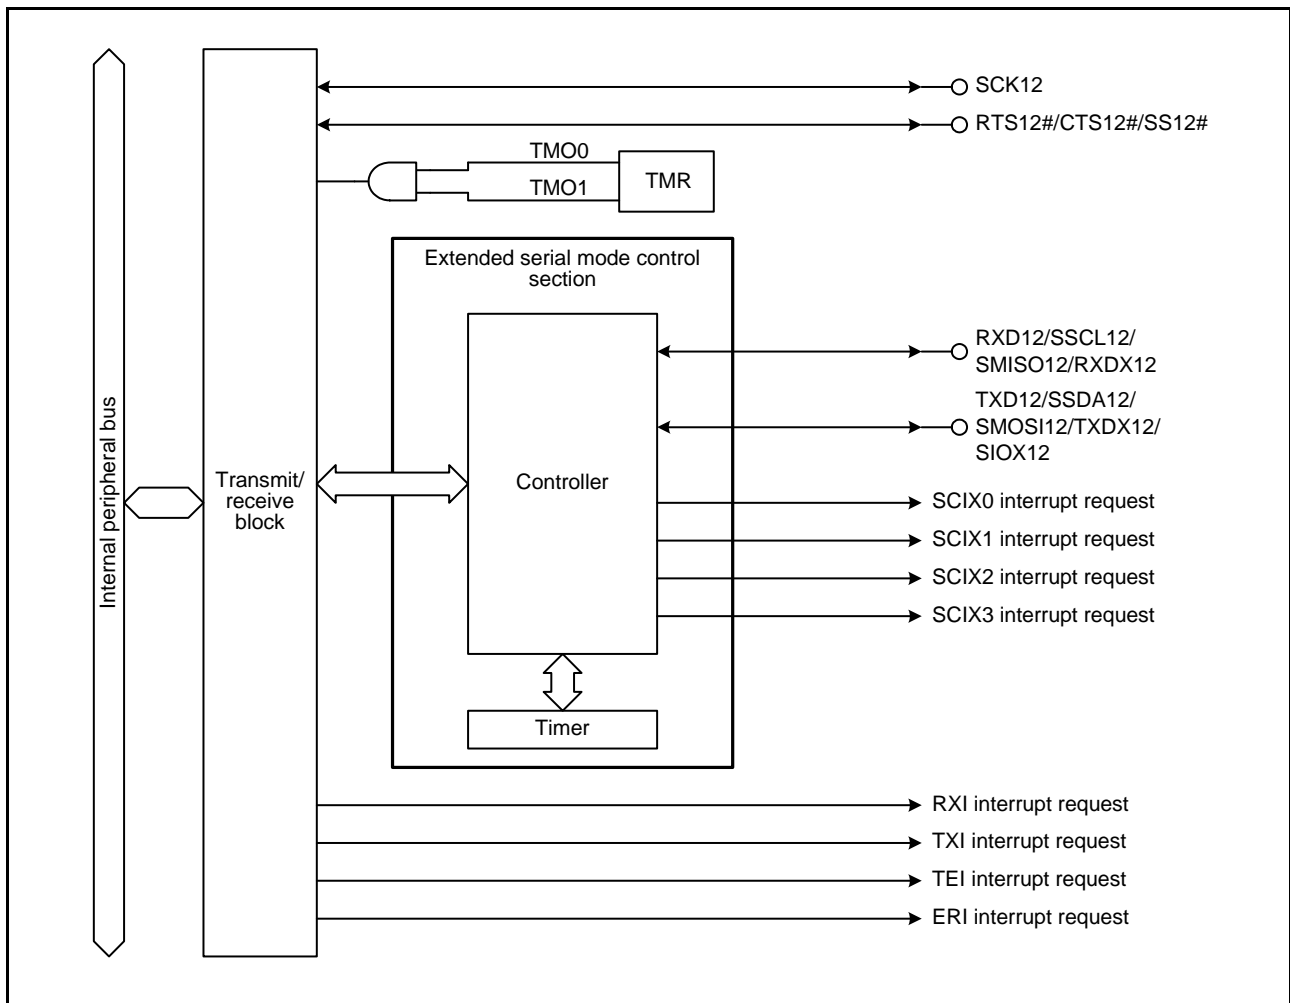 SCK12
RTS12#/CTS12#/SS12#
TMO0
TMO1
TMR
Extended serial mode control
section
RXD12/SSCL12/
SMISO12/RXDX12
TXD12/SSDA12/
SMOSI12/TXDX12/
SIOX12
Internal peripheral bus
Transmit/
receive
block
Controller
SCIX0 interrupt request
SCIX1 interrupt request
SCIX2 interrupt request
SCIX3 interrupt request
Timer
RXI interrupt request
TXI interrupt request
TEI interrupt request
ERI interrupt request